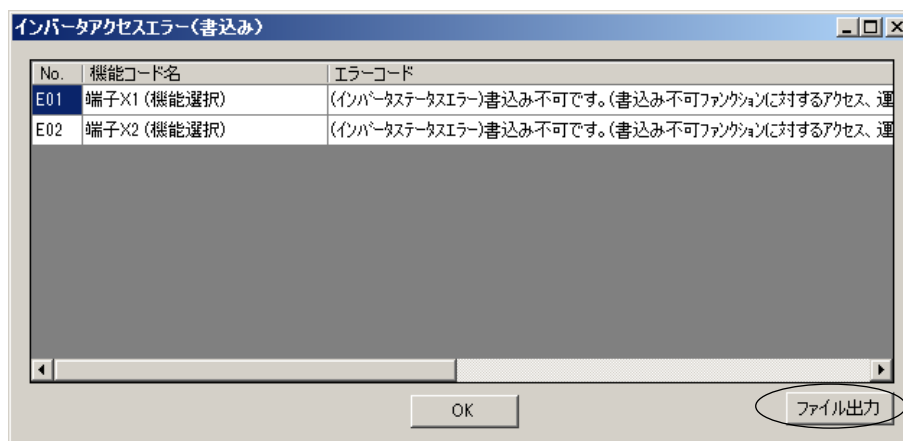 インバータアクセスエラー(書込み)
No. 機能コード名 エラーコード
E01 端子X1 (機能選択) (インバータステータスエラー)書込み不可です。(書込み不可ファンクションに対するアクセス、運
E02 端子X2 (機能選択) (インバータステータスエラー)書込み不可です。(書込み不可ファンクションに対するアクセス、運
OK ファイル出力